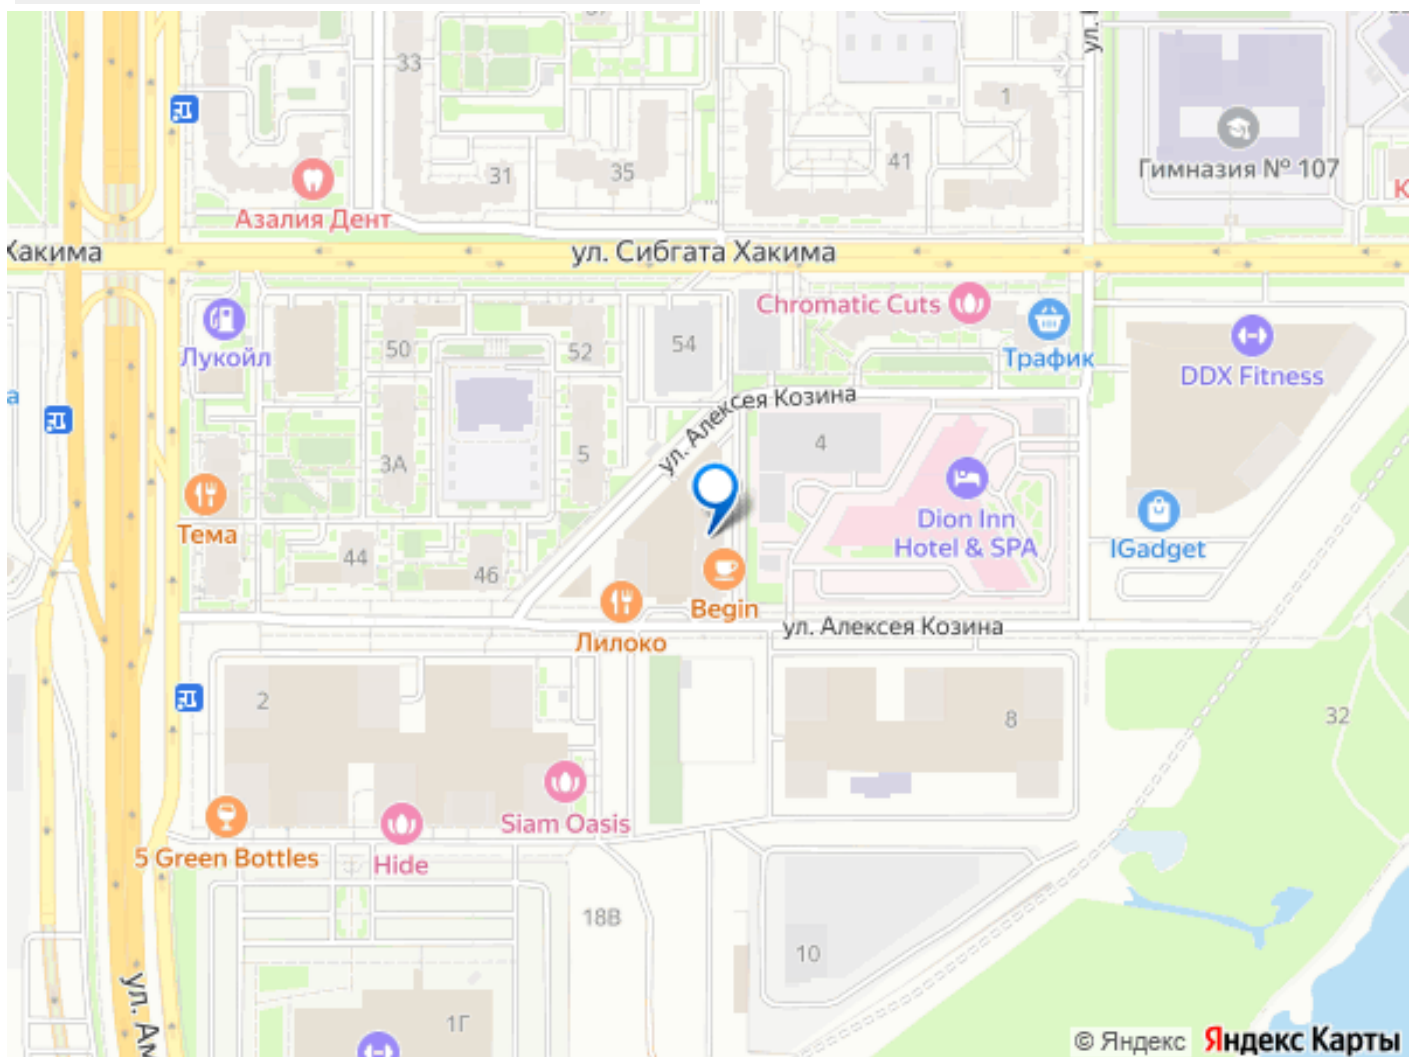 33
1
31
35
41
Гимназия № 107
Азалия Дент
Хакима
ул. Сибгата Хакима
Chromatic Cuts
Лукойл
50
52
54
Трафик
DDX Fitness
ул. Алексея Козина
4
3А
5
Dion Inn
Hotel & SPA
Тема
IGadget
44
46
Begin
Лилоко
ул. Алексея Козина
2
8
32
Siam Oasis
5 Green Bottles
Hide
18В
10
ул. Ам
1Г
© Яндекс Яндекс Карты